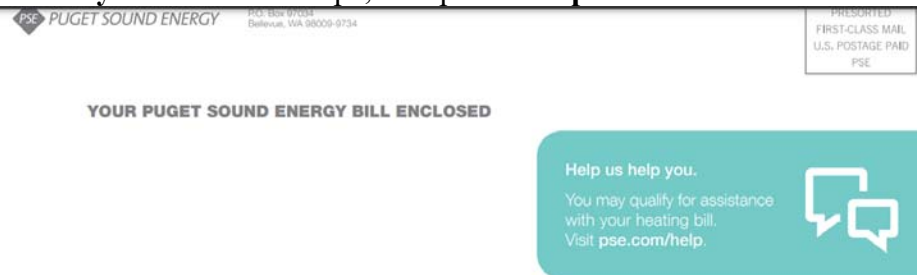 PSE PUGET SOUND ENERGY
P.O. Box 97034
Bellevue, WA 98009-9734
PRESORTED
FIRST-CLASS MAIL
U.S. POSTAGE PAID
PSE
YOUR PUGET SOUND ENERGY BILL ENCLOSED
Help us help you.
You may qualify for assistance
with your heating bill.
Visit pse.com/help.